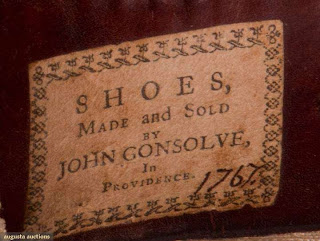 SHOES,
MADE and SOLD
BY
JOHN GONSOLVE,
In
PROVIDENCE. 1767.
augusta auctions